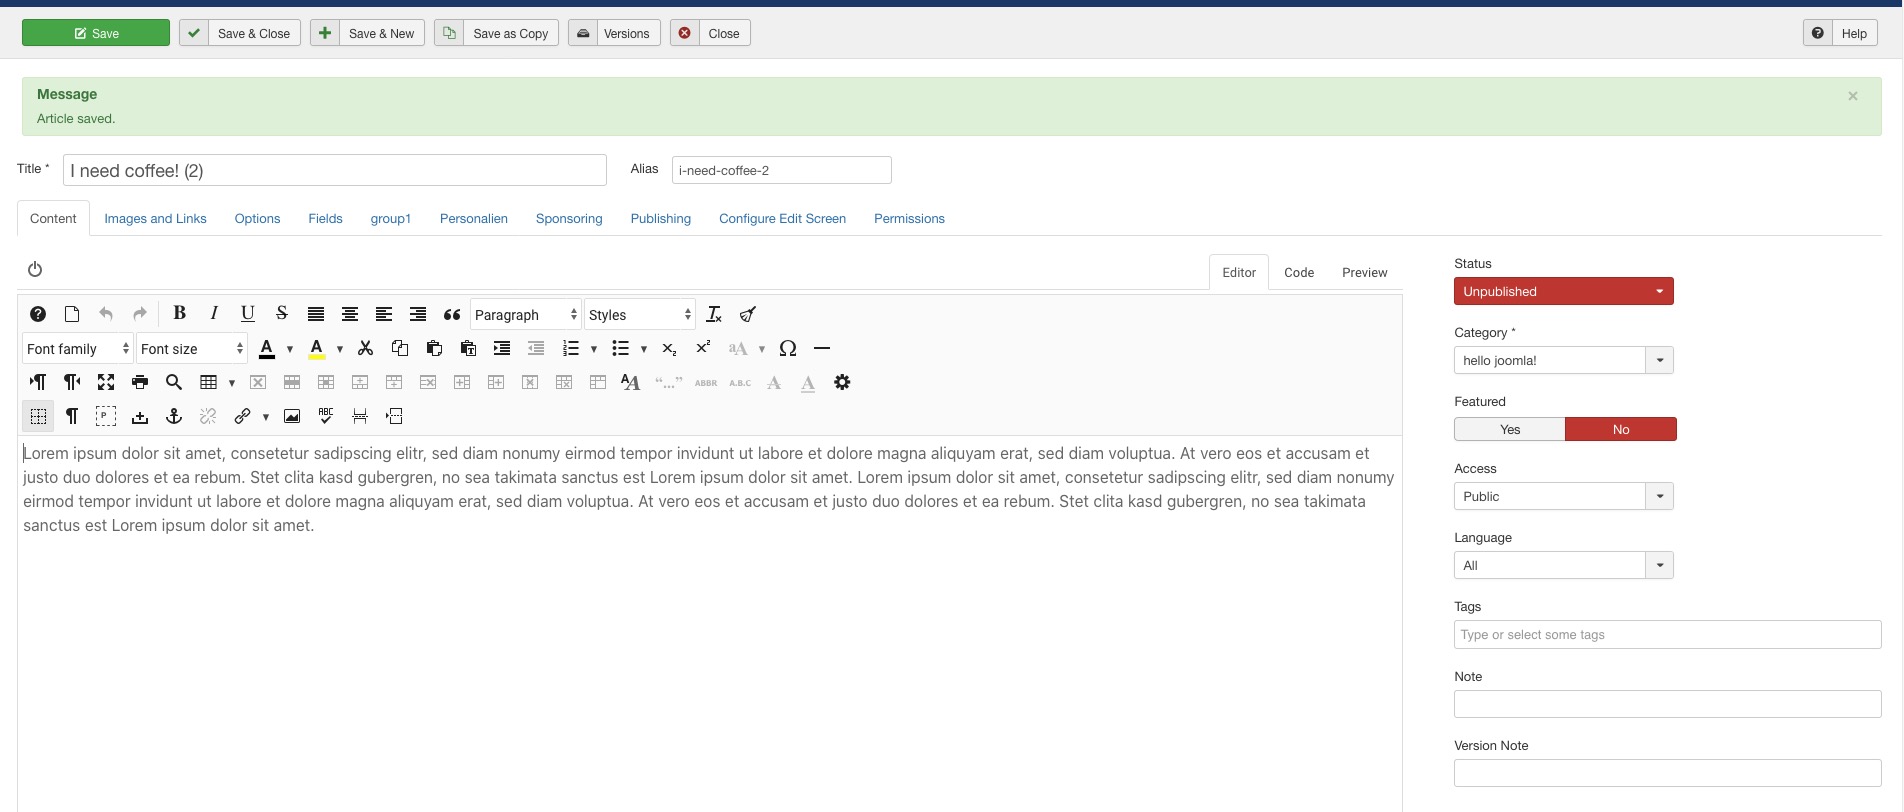 Save
Save & Close
Save & New
Save as Copy
Versions
Close
Help
Message
×
Article saved.
Title *
I need coffee! (2)
Alias
i-need-coffee-2
Content
Images and Links
Options
Fields
group1
Personalien
Sponsoring
Publishing
Configure Edit Screen
Permissions
Editor
Code
Preview
B I U S
Paragraph
Styles
Font family
Font size
A
A
“...”
ABBR
A.B.C
ABC
Lorem ipsum dolor sit amet, consetetur sadipscing elitr, sed diam nonumy eirmod tempor invidunt ut labore et dolore magna aliquyam erat, sed diam voluptua. At vero eos et accusam et
justo duo dolores et ea rebum. Stet clita kasd gubergren, no sea takimata sanctus est Lorem ipsum dolor sit amet. Lorem ipsum dolor sit amet, consetetur sadipscing elitr, sed diam nonumy
eirmod tempor invidunt ut labore et dolore magna aliquyam erat, sed diam voluptua. At vero eos et accusam et justo duo dolores et ea rebum. Stet clita kasd gubergren, no sea takimata
sanctus est Lorem ipsum dolor sit amet.
Status
Unpublished
Category *
hello joomla!
Featured
Yes
No
Access
Public
Language
All
Tags
Type or select some tags
Note
Version Note